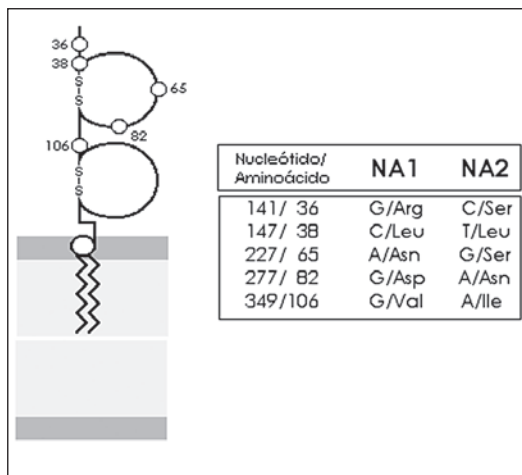 36
38
S
S
65
82
106
S
S
Nucleótido/ Aminoácido NA1 NA2
141/ 36 G/Arg C/Ser
147/ 38 C/Leu T/Leu
227/ 65 A/Asn G/Ser
277/ 82 G/Asp A/Asn
349/106 G/Val A/Ile